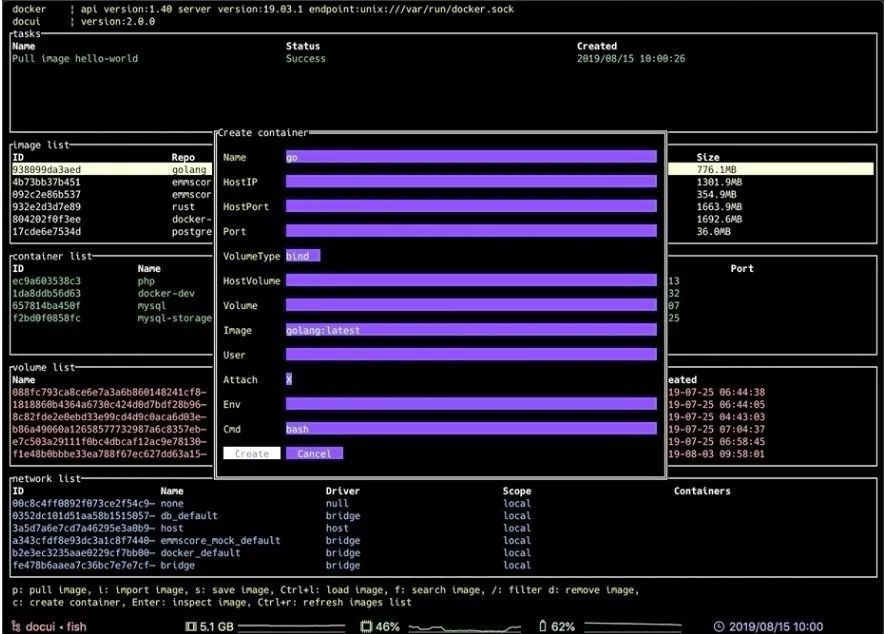 docker | api version:1.40 server version:19.03.1 endpoint:unix:///var/run/docker.sock
docui | version:2.0.0
tasks
Name Status Created
Pull image hello-world Success 2019/08/15 10:00:26
image list
ID Repo Size
938099da3aed golang 776.1MB
4b73bb37b451 emmscor 1301.9MB
092c2e86b537 emmscor 354.9MB
932e2d3d7e89 rust 1663.9MB
804202f0f3ee docker- 1692.6MB
17cde6e7534d postgre 36.0MB
container list
ID Name Port
ec9a603538c3 php 13
1da8ddb56d63 docker-dev 32
657814ba450f mysql 07
f2bd0f0858fc mysql-storage 25
volume list
Name eated
088fc793ca8ce6e7a3a6b860148241cf8— 19-07-25 06:44:38
1818860b4364a6730c424d0d7bdf28b96— 19-07-25 06:44:05
8c82fde2e0ebd33e99cd4d9c0aca6d03e— 19-07-25 04:43:03
b86a49060a12658577732987a6c8357eb— 19-07-25 07:04:37
e7c503a29111f0bc4dbcaf12ac9e78130— 19-07-25 06:58:45
f1e48b0bbbe33ea788f67ec627dd63a15— 19-08-03 09:58:01
Create container
Name go
HostIP
HostPort
Port
VolumeType bind
HostVolume
Volume
Image golang:latest
User
Attach X
Env
Cmd bash
Create Cancel
network list
ID Name Driver Scope Containers
00c8c4ff0892f073ce2f54c9— none null local
0352dc101d51aa58b1515057— db_default bridge local
3a5d7a6e7cd7a46295e3a0b9— host host local
a343cfdf8e93dc3a1c8f7440— emmscore_mock_default bridge local
b2e3ec3235aae0229cf7bb00— docker_default bridge local
fe478b6aaea7c36bc7e7e7cf— bridge bridge local
p: pull image, i: import image, s: save image, Ctrl+l: load image, f: search image, /: filter d: remove image,
c: create container, Enter: inspect image, Ctrl+r: refresh images list
docui • fish 5.1 GB 46% 62% 2019/08/15 10:00